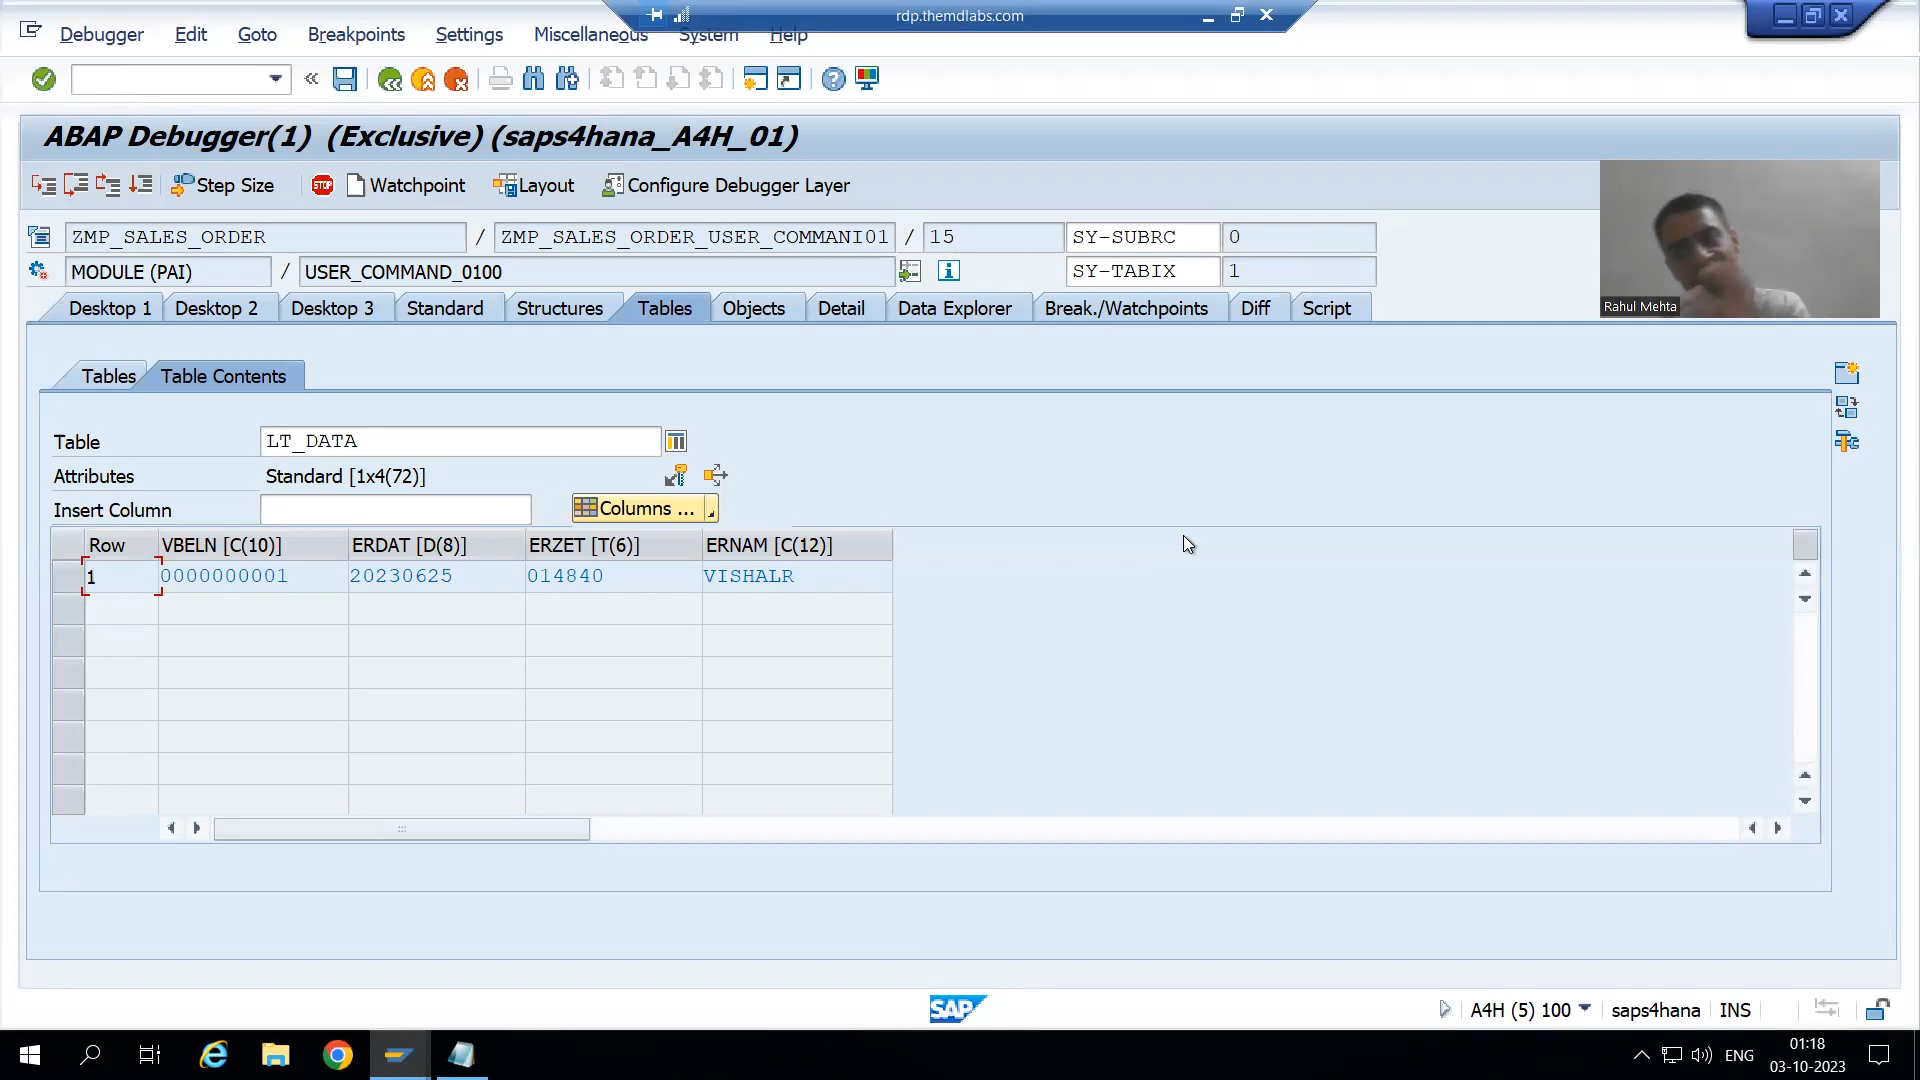 rdp.themdlabs.com
Debugger Edit Goto Breakpoints Settings Miscellaneous System Help
ABAP Debugger(1) (Exclusive) (saps4hana_A4H_01)
Step Size STOP Watchpoint Layout Configure Debugger Layer
ZMP_SALES_ORDER / ZMP_SALES_ORDER_USER_COMMANI01 / 15 SY-SUBRC 0
MODULE (PAI) / USER_COMMAND_0100 SY-TABIX 1
Rahul Mehta
Desktop 1 Desktop 2 Desktop 3 Standard Structures Tables Objects Detail Data Explorer Break./Watchpoints Diff Script
Tables Table Contents
Table LT_DATA
Attributes Standard [1x4(72)]
Insert Column Columns ...
Row VBELN [C(10)] ERDAT [D(8)] ERZET [T(6)] ERNAM [C(12)]
1 0000000001 20230625 014840 VISHALR
SAP A4H (5) 100 saps4hana INS
ENG 01:18
03-10-2023